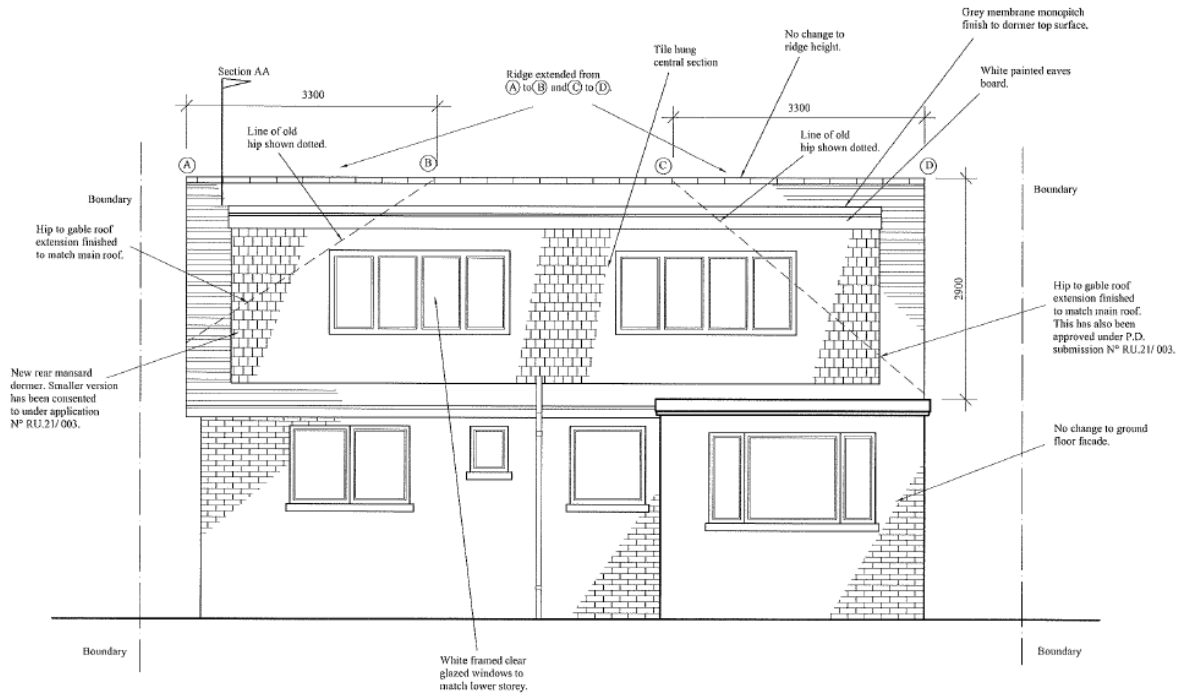 Grey membrane monopitch
finish to dormer top surface.
No change to
ridge height.
Tile hung
central section
White painted eaves
board.
Section AA
Ridge extended from
Ⓐ to Ⓑ and Ⓒ to Ⓓ.
3300
3300
Line of old
hip shown dotted.
Line of old
hip shown dotted.
A
B
C
D
Boundary
Boundary
Hip to gable roof
extension finished
to match main roof.
2900
Hip to gable roof
extension finished
to match main roof.
This has also been
approved under P.D.
submission Nº RU.21/ 003.
New rear mansard
dormer. Smaller version
has been consented
to under application
Nº RU.21/ 003.
No change to ground
floor facade.
Boundary
Boundary
White framed clear
glazed windows to
match lower storey.